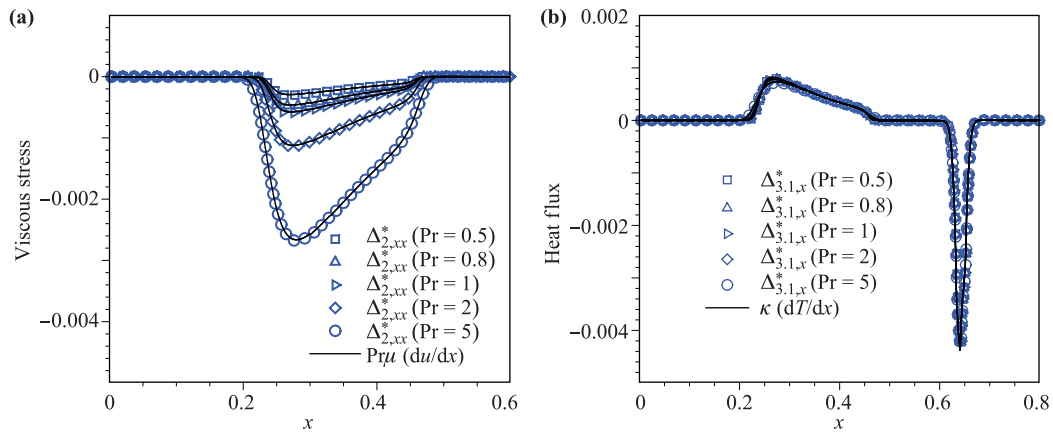 (a)
0
−0.002
−0.004
Viscous stress
Δ*2,xx (Pr = 0.5)
Δ*2,xx (Pr = 0.8)
Δ*2,xx (Pr = 1)
Δ*2,xx (Pr = 2)
Δ*2,xx (Pr = 5)
Prμ (du/dx)
0 0.2 0.4 0.6
x
(b)
0.002
0
−0.002
−0.004
Heat flux
Δ*3.1,x (Pr = 0.5)
Δ*3.1,x (Pr = 0.8)
Δ*3.1,x (Pr = 1)
Δ*3.1,x (Pr = 2)
Δ*3.1,x (Pr = 5)
κ (dT/dx)
0 0.2 0.4 0.6 0.8
x